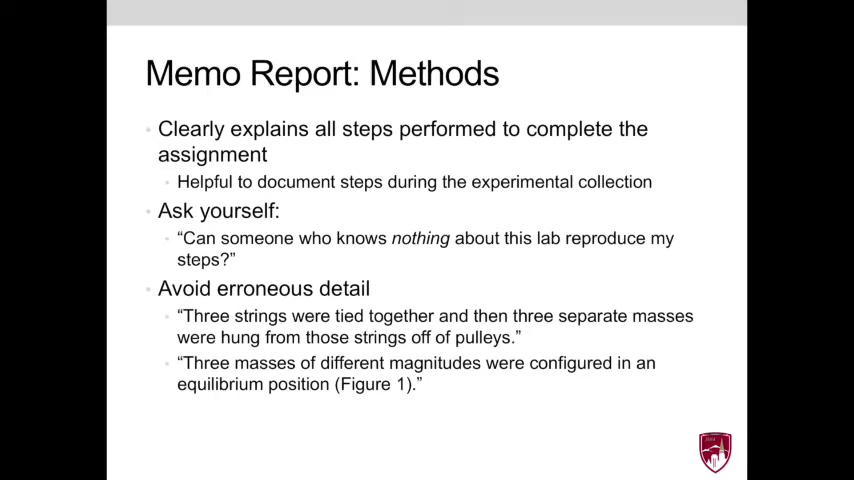 Memo Report: Methods
Clearly explains all steps performed to complete the
assignment
Helpful to document steps during the experimental collection
Ask yourself:
“Can someone who knows nothing about this lab reproduce my
steps?”
Avoid erroneous detail
“Three strings were tied together and then three separate masses
were hung from those strings off of pulleys.”
“Three masses of different magnitudes were configured in an
equilibrium position (Figure 1).”